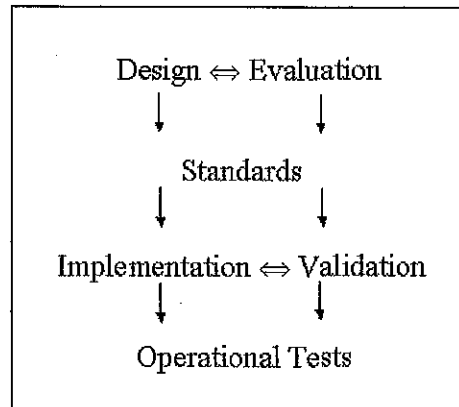 Design ⇔ Evaluation
Standards
Implementation ⇔ Validation
Operational Tests